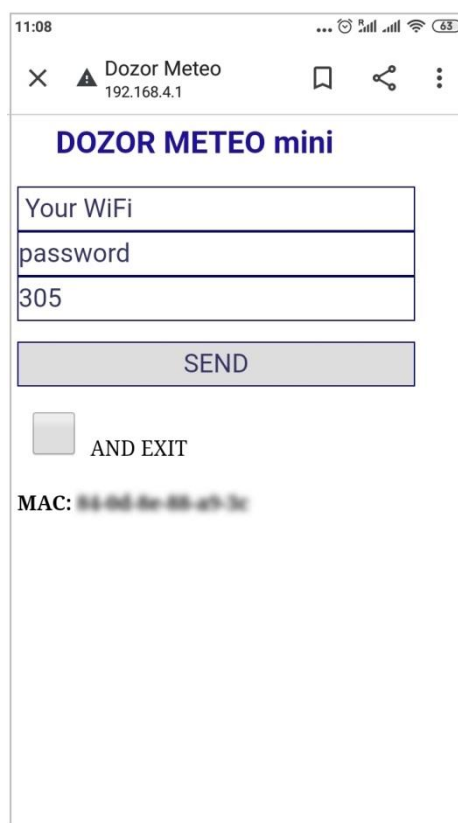 11:08
63
Dozor Meteo
192.168.4.1
DOZOR METEO mini
Your WiFi
password
305
SEND
AND EXIT
MAC: